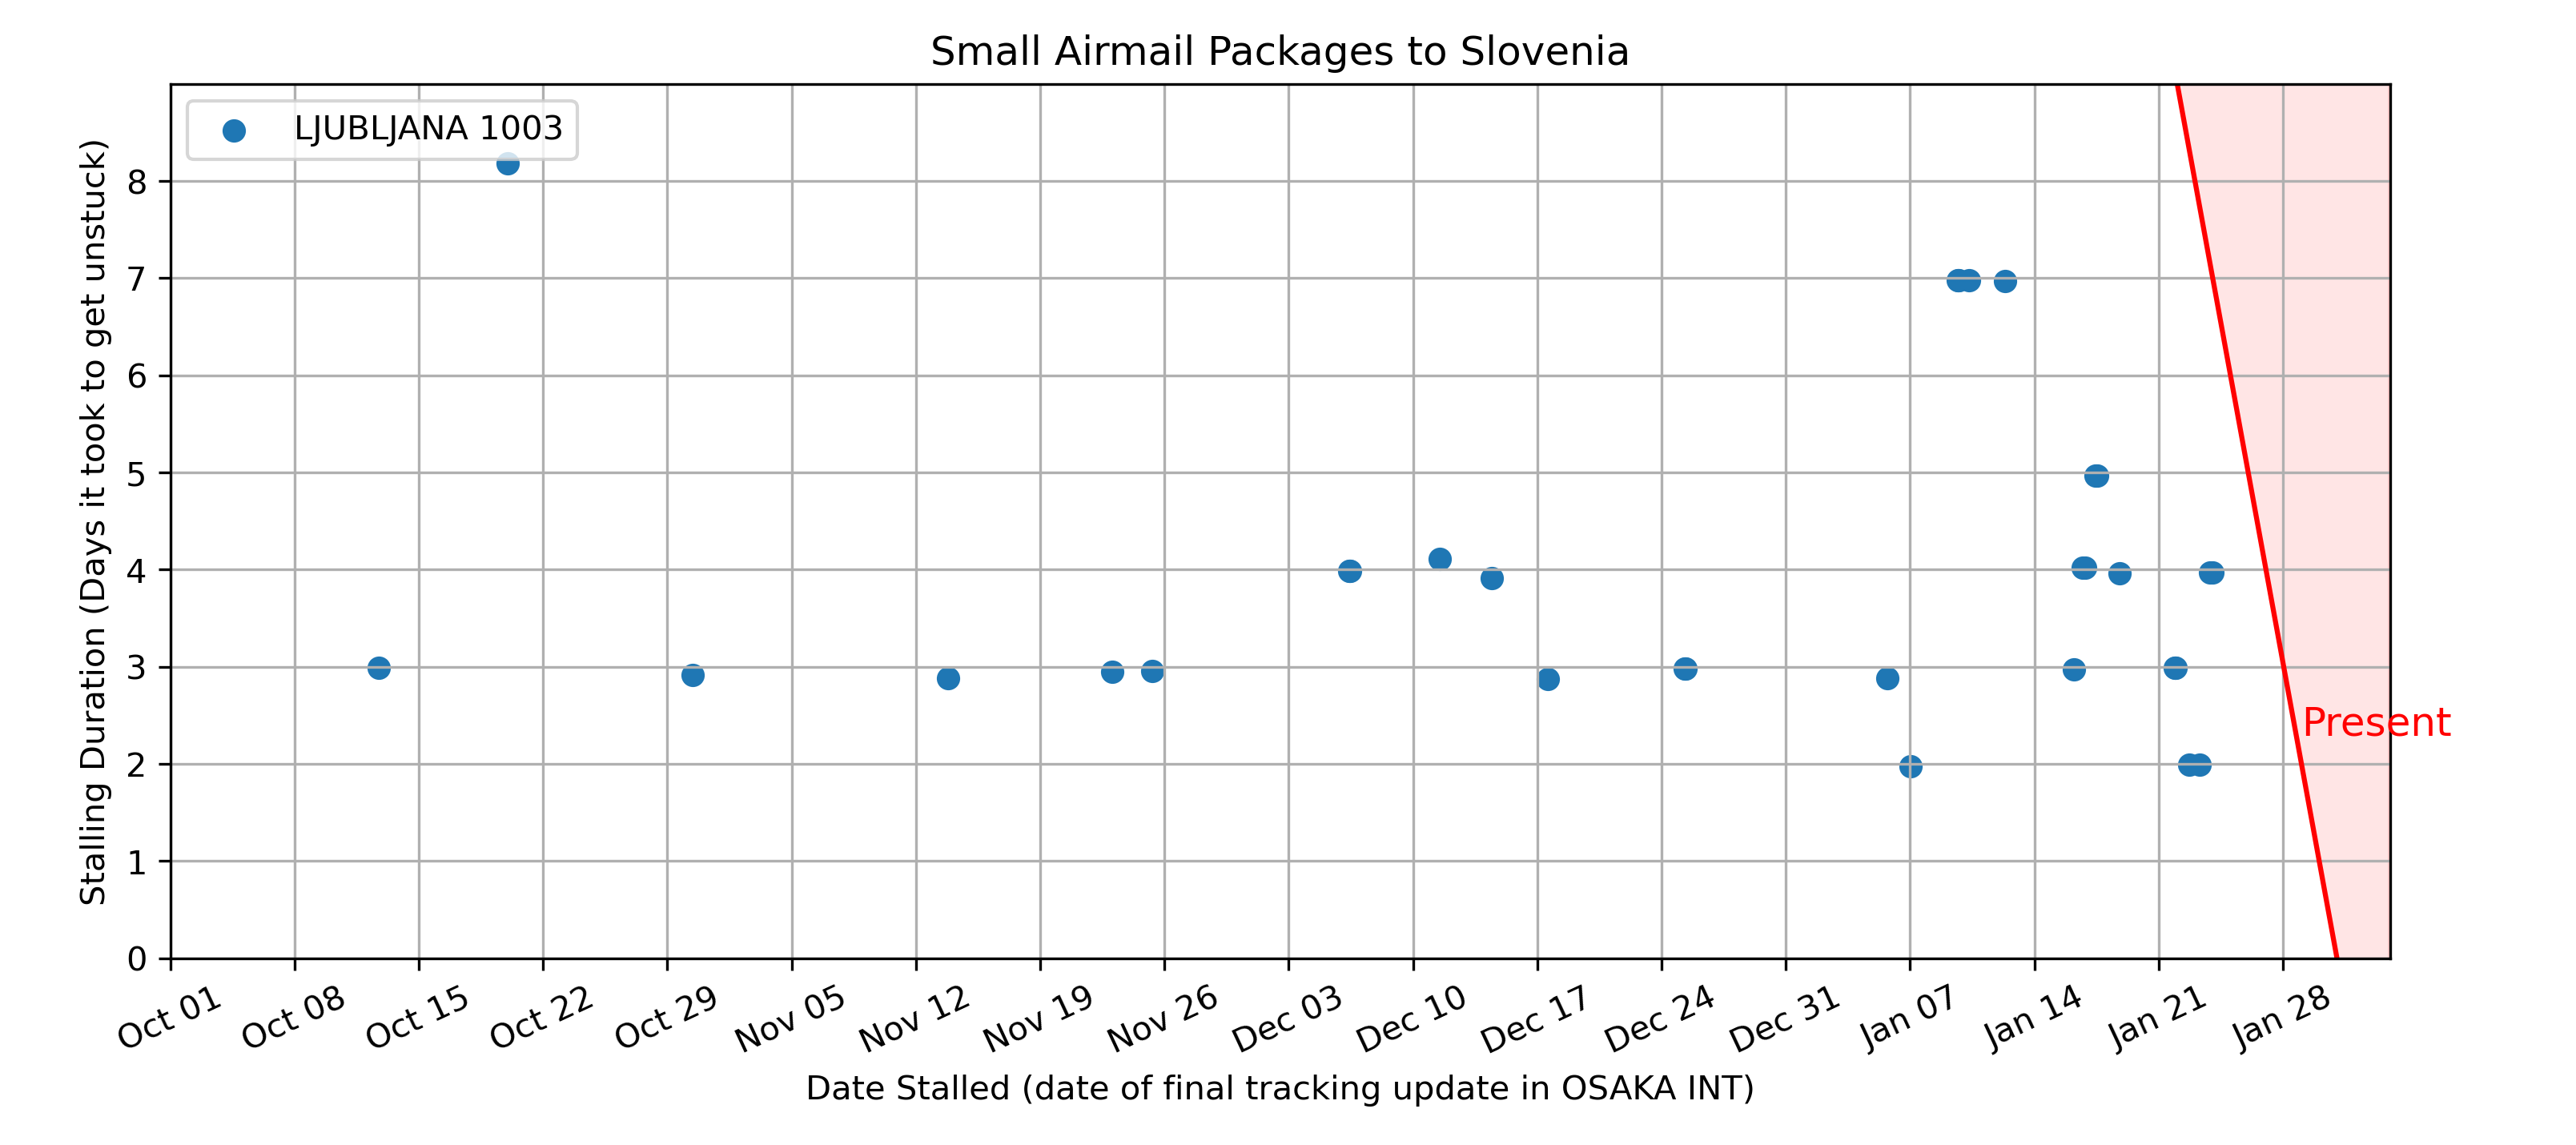 Small Airmail Packages to Slovenia
LJUBLJANA 1003
Stalling Duration (Days it took to get unstuck)
8
7
6
5
4
3
2
1
0
Present
Oct 01 Oct 08 Oct 15 Oct 22 Oct 29 Nov 05 Nov 12 Nov 19 Nov 26 Dec 03 Dec 10 Dec 17 Dec 24 Dec 31 Jan 07 Jan 14 Jan 21 Jan 28
Date Stalled (date of final tracking update in OSAKA INT)